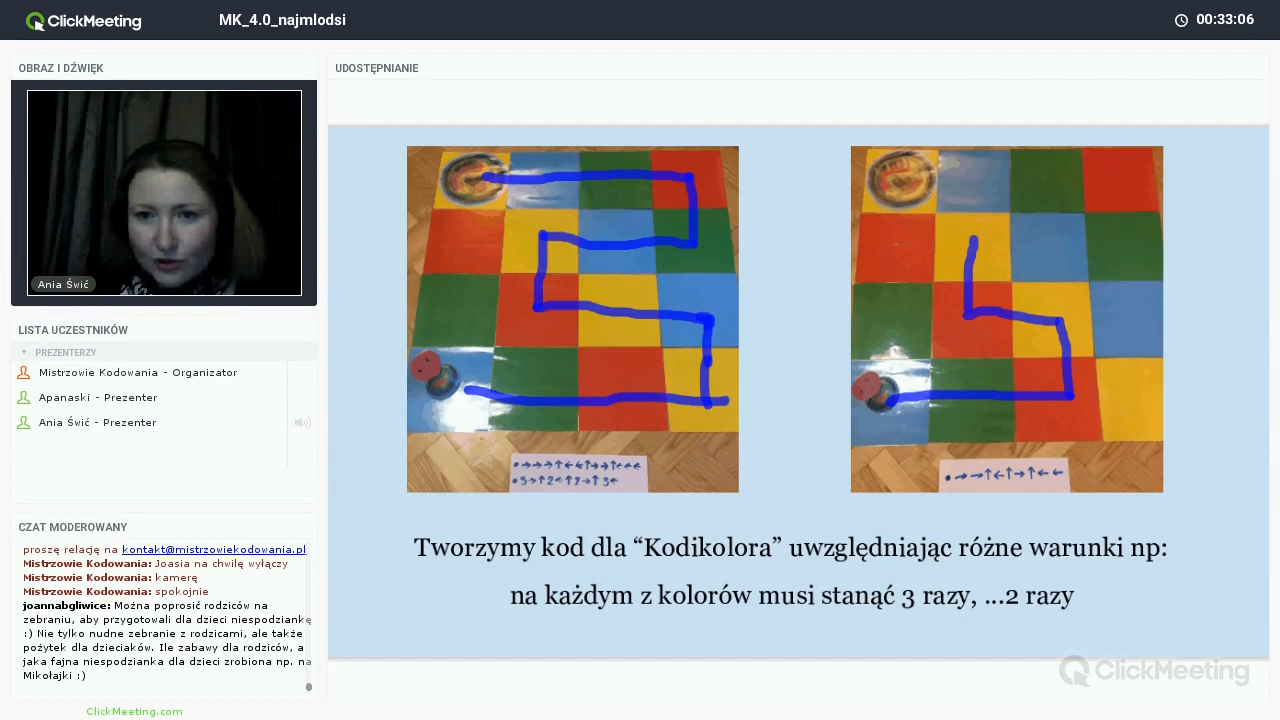 ClickMeeting
MK_4.0_najmlodsi
00:33:06
OBRAZ I DŹWIĘK
Ania Świć
LISTA UCZESTNIKÓW
PREZENTERZY
Mistrzowie Kodowania - Organizator
Apanaski - Prezenter
Ania Świć - Prezenter
CZAT MODEROWANY
proszę relację na kontakt@mistrzowiekodowania.pl
Mistrzowie Kodowania: Joasia na chwilę wyłączy
Mistrzowie Kodowania: kamerę
Mistrzowie Kodowania: spokojnie
joannabgliwice: Można poprosić rodziców na
zebraniu, aby przygotowali dla dzieci niespodziankę
:) Nie tylko nudne zebranie z rodzicami, ale także
pożytek dla dzieciaków. Ile zabawy dla rodziców, a
jaka fajna niespodzianka dla dzieci zrobiona np. na
Mikołajki :)
ClickMeeting.com
UDOSTĘPNIANIE
•→→→↑←←↑→→↑←←←
•3→↑2←↑2→↑3←
•→→↑←↑→↑←←
Tworzymy kod dla “Kodikolora” uwzględniając różne warunki np:
na każdym z kolorów musi stanąć 3 razy, ...2 razy
ClickMeeting